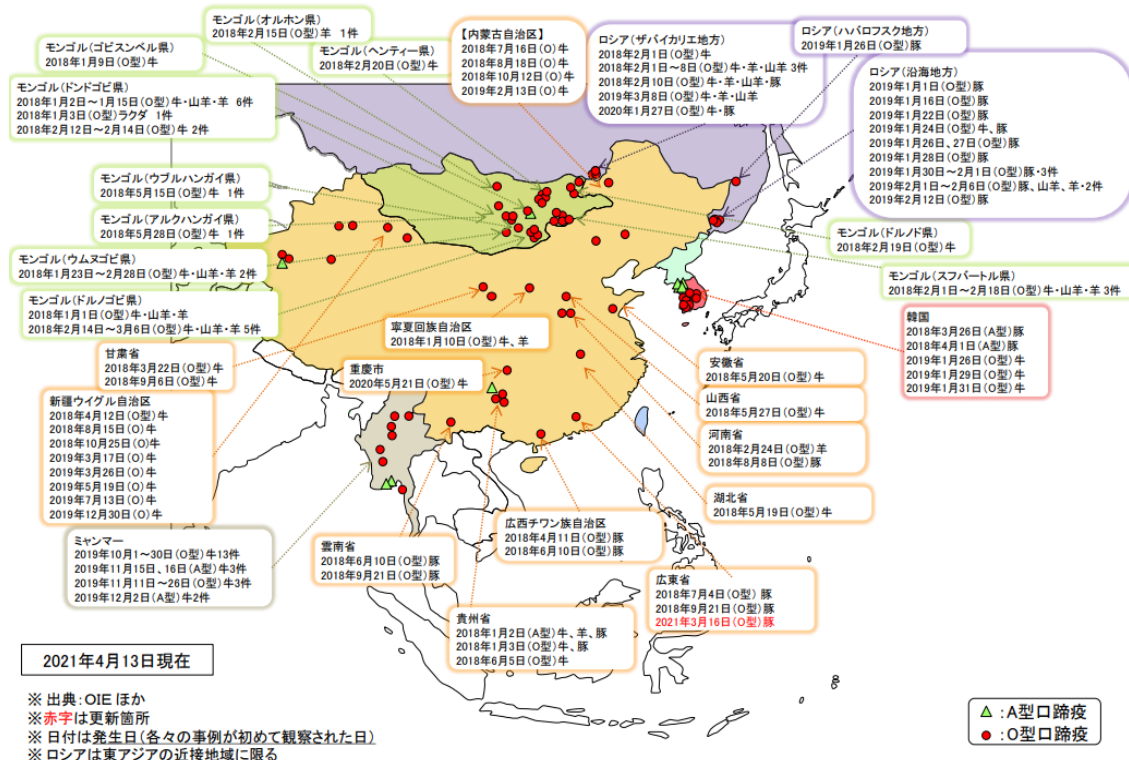 モンゴル(オルホン県)
2018年2月15日(O型)羊 1件
モンゴル(ゴビスンベル県)
2018年1月9日(O型)牛
モンゴル(ヘンティー県)
2018年2月20日(O型)牛
【内蒙古自治区】
2018年7月16日(O)牛
2018年8月18日(O)牛
2018年10月12日(O)牛
2019年2月13日(O)牛
ロシア(ザバイカリエ地方)
2018年2月1日(O型)牛
2018年2月1日～8日(O型)牛・羊・山羊 3件
2018年2月10日(O型)牛・羊・山羊・豚
2019年3月8日(O型)牛・羊・山羊
2020年1月27日(O型)牛・豚
ロシア(ハバロフスク地方)
2019年1月26日(O型)豚
ロシア(沿海地方)
2019年1月1日(O型)豚
2019年1月16日(O型)豚
2019年1月22日(O型)豚
2019年1月24日(O型)牛、豚
2019年1月26日、27日(O型)豚
2019年1月28日(O型)豚
2019年1月30日～2月1日(O型)豚・3件
2019年2月1日～2月6日(O型)豚、山羊、羊・2件
2019年2月12日(O型)豚
モンゴル(ドンドゴビ県)
2018年1月2日～1月15日(O型)牛・山羊・羊 6件
2018年1月3日(O型)ラクダ 1件
2018年2月12日～2月14日(O型)牛 2件
モンゴル(ウブルハンガイ県)
2018年5月15日(O型)牛 1件
モンゴル(アルクハンガイ県)
2018年5月28日(O型)牛 1件
モンゴル(ウムヌゴビ県)
2018年1月23日～2月28日(O型)牛・山羊・羊 2件
モンゴル(ドルノゴビ県)
2018年1月1日(O型)牛・山羊・羊
2018年2月14日～3月6日(O型)牛・山羊・羊 5件
モンゴル(ドルノド県)
2018年2月19日(O型)牛
モンゴル(スフバートル県)
2018年2月1日～2月18日(O型)牛・山羊・羊 3件
韓国
2018年3月26日(A型)豚
2018年4月1日(A型)豚
2019年1月26日(O型)牛
2019年1月29日(O型)牛
2019年1月31日(O型)牛
寧夏回族自治区
2018年1月10日(O型)牛、羊
甘粛省
2018年3月22日(O型)牛
2018年9月6日(O型)牛
重慶市
2020年5月21日(O型)牛
安徽省
2018年5月20日(O型)牛
山西省
2018年5月27日(O型)牛
河南省
2018年2月24日(O型)羊
2018年8月8日(O型)豚
湖北省
2018年5月19日(O型)牛
新疆ウイグル自治区
2018年4月12日(O型)牛
2018年8月15日(O)牛
2018年10月25日(O)牛
2019年3月17日(O)牛
2019年3月26日(O)牛
2019年5月19日(O)牛
2019年7月13日(O)牛
2019年12月30日(O)牛
ミャンマー
2019年10月1～30日(O型)牛13件
2019年11月15日、16日(A型)牛3件
2019年11月11日～26日(O型)牛3件
2019年12月2日(A型)牛2件
雲南省
2018年6月10日(O型)豚
2018年9月21日(O型)豚
広西チワン族自治区
2018年4月11日(O型)豚
2018年6月10日(O型)豚
貴州省
2018年1月2日(A型)牛、羊、豚
2018年1月3日(O型)牛、豚
2018年6月5日(O型)牛
広東省
2018年7月4日(O型)豚
2018年9月21日(O型)豚
2021年3月16日(O型)豚
2021年4月13日現在
※ 出典:OIE ほか
※赤字は更新箇所
※ 日付は発生日(各々の事例が初めて観察された日)
※ ロシアは東アジアの近接地域に限る
△ :A型口蹄疫
● :O型口蹄疫